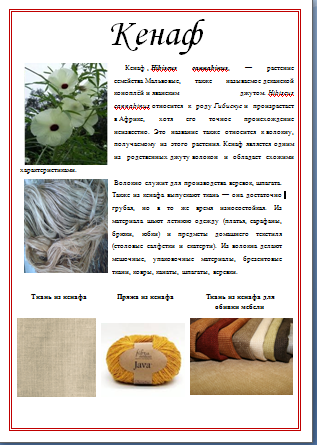 Кенаф
Кенаф, Hibiscus cannabinus, — растение
семейства Мальвовые, также называемое деканской
коноплёй и яванским джутом. Hibiscus
cannabinus относится к роду Гибискус и произрастает
в Африке, хотя его точное происхождение
неизвестно. Это название также относится к волокну,
получаемому из этого растения. Кенаф является одним
из родственных джуту волокон и обладает схожими
характеристиками.
Волокно служит для производства веревок, шпагата.
Также из кенафа выпускают ткань — она достаточно
грубая, но в то же время износостойкая. Из
материала шьют летнюю одежду (платья, сарафаны,
брюки, юбки) и предметы домашнего текстиля
(столовые салфетки и скатерти). Из волокна делают
мешочные, упаковочные материалы, брезентовые
ткани, ковры, канаты, шпагаты, веревки.
Ткань из кенафа
Пряжа из кенафа
Ткань из кенафа для
обивки мебели
Java